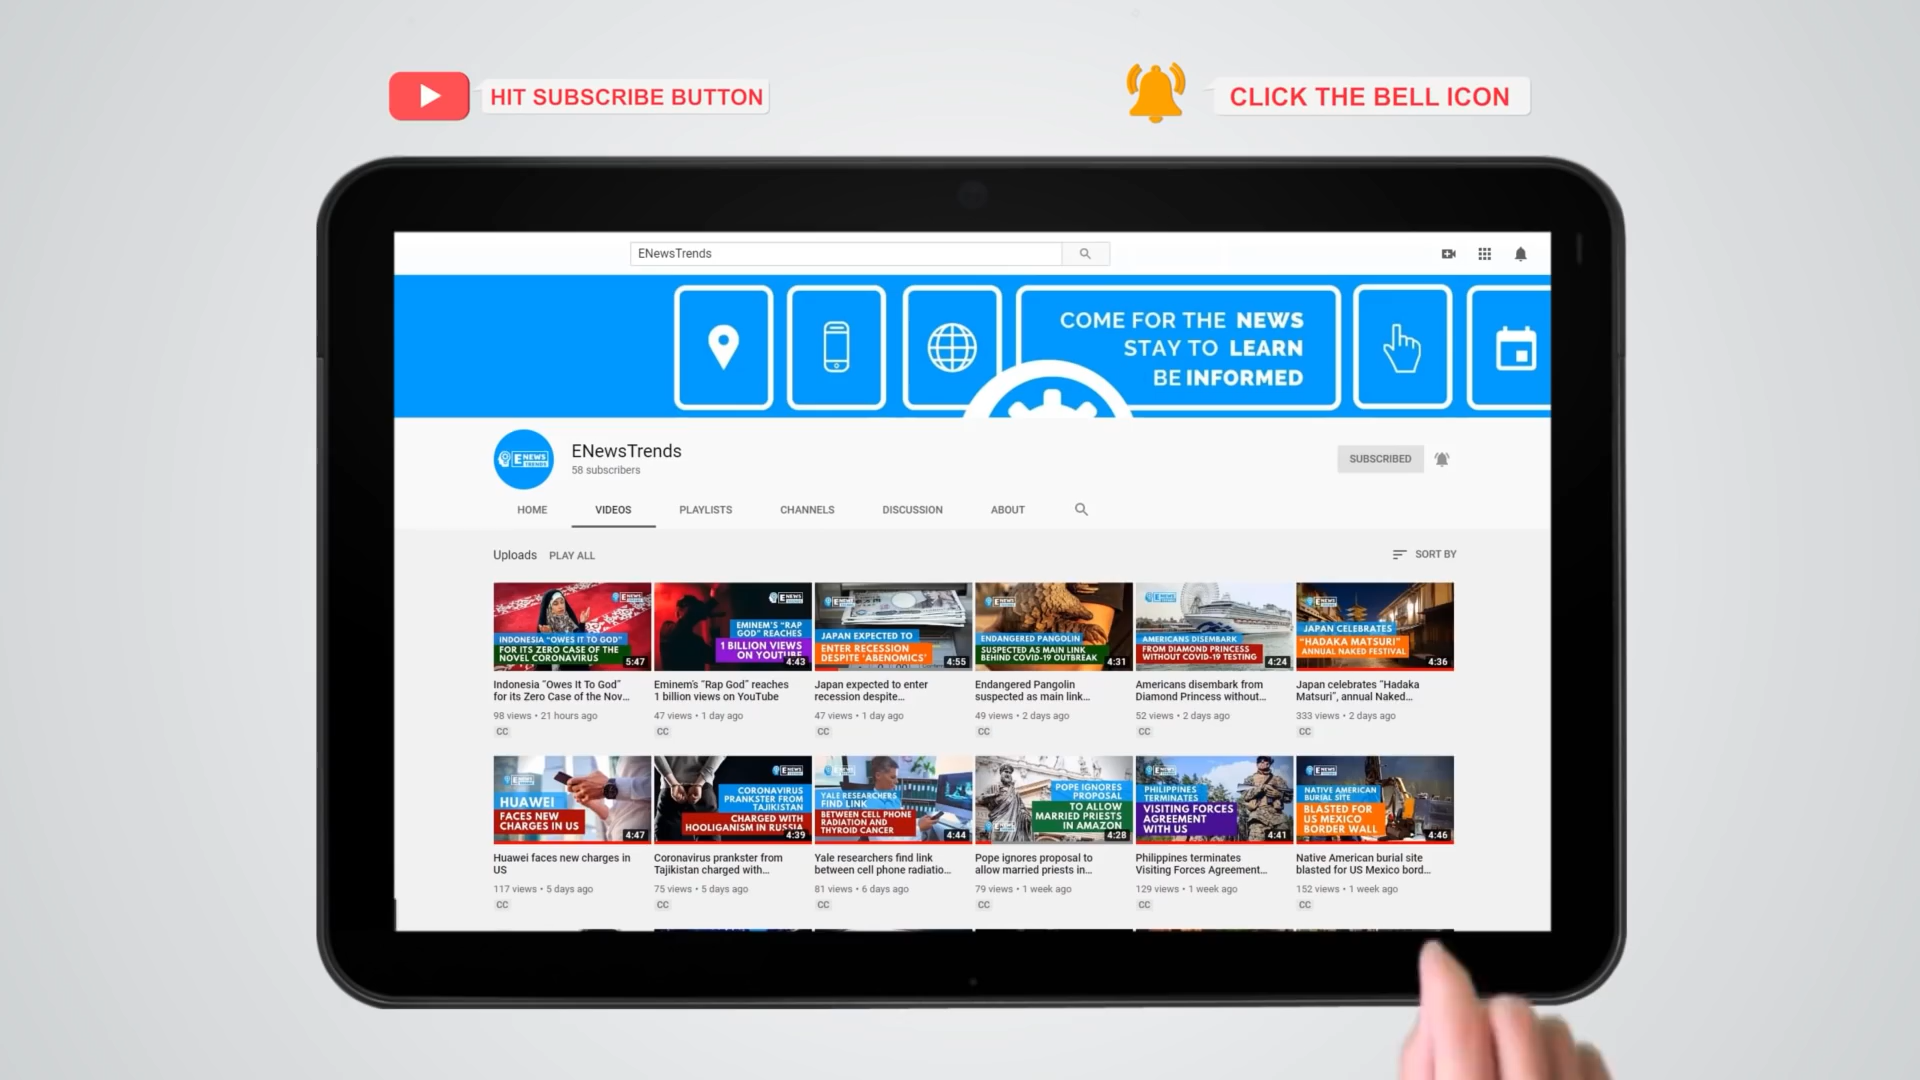 HIT SUBSCRIBE BUTTON
CLICK THE BELL ICON
ENewsTrends
COME FOR THE NEWS
STAY TO LEARN
BE INFORMED
E NEWS
TRENDS
ENewsTrends
58 subscribers
SUBSCRIBED
HOME VIDEOS PLAYLISTS CHANNELS DISCUSSION ABOUT
Uploads PLAY ALL
SORT BY
INDONESIA "OWES IT TO GOD"
FOR ITS ZERO CASE OF THE
NOVEL CORONAVIRUS
5:47
EMINEM'S "RAP
GOD" REACHES
1 BILLION VIEWS
ON YOUTUBE
4:43
JAPAN EXPECTED TO
ENTER RECESSION
DESPITE 'ABENOMICS'
4:55
ENDANGERED PANGOLIN
SUSPECTED AS MAIN LINK
BEHIND COVID-19 OUTBREAK
4:31
AMERICANS DISEMBARK
FROM DIAMOND PRINCESS
WITHOUT COVID-19 TESTING
4:24
JAPAN CELEBRATES
"HADAKA MATSURI"
ANNUAL NAKED FESTIVAL
4:36
Indonesia "Owes It To God"
for its Zero Case of the Nov...
98 views • 21 hours ago
CC
Eminem's "Rap God" reaches
1 billion views on YouTube
47 views • 1 day ago
CC
Japan expected to enter
recession despite...
47 views • 1 day ago
CC
Endangered Pangolin
suspected as main link...
49 views • 2 days ago
CC
Americans disembark from
Diamond Princess without...
52 views • 2 days ago
CC
Japan celebrates "Hadaka
Matsuri", annual Naked...
333 views • 2 days ago
CC
HUAWEI
FACES NEW
CHARGES IN US
4:47
CORONAVIRUS
PRANKSTER FROM
TAJIKISTAN
CHARGED WITH
HOOLIGANISM IN RUSSIA
4:39
YALE RESEARCHERS
FIND LINK
BETWEEN CELL PHONE
RADIATION AND
THYROID CANCER
4:44
POPE IGNORES
PROPOSAL
TO ALLOW
MARRIED PRIESTS
IN AMAZON
4:28
PHILIPPINES
TERMINATES
VISITING FORCES
AGREEMENT
WITH US
4:41
NATIVE AMERICAN
BURIAL SITE
BLASTED FOR
US MEXICO
BORDER WALL
4:46
Huawei faces new charges in
US
117 views • 5 days ago
CC
Coronavirus prankster from
Tajikistan charged with...
75 views • 5 days ago
CC
Yale researchers find link
between cell phone radiatio...
81 views • 6 days ago
CC
Pope ignores proposal to
allow married priests in...
79 views • 1 week ago
CC
Philippines terminates
Visiting Forces Agreement...
129 views • 1 week ago
CC
Native American burial site
blasted for US Mexico bord...
152 views • 1 week ago
CC